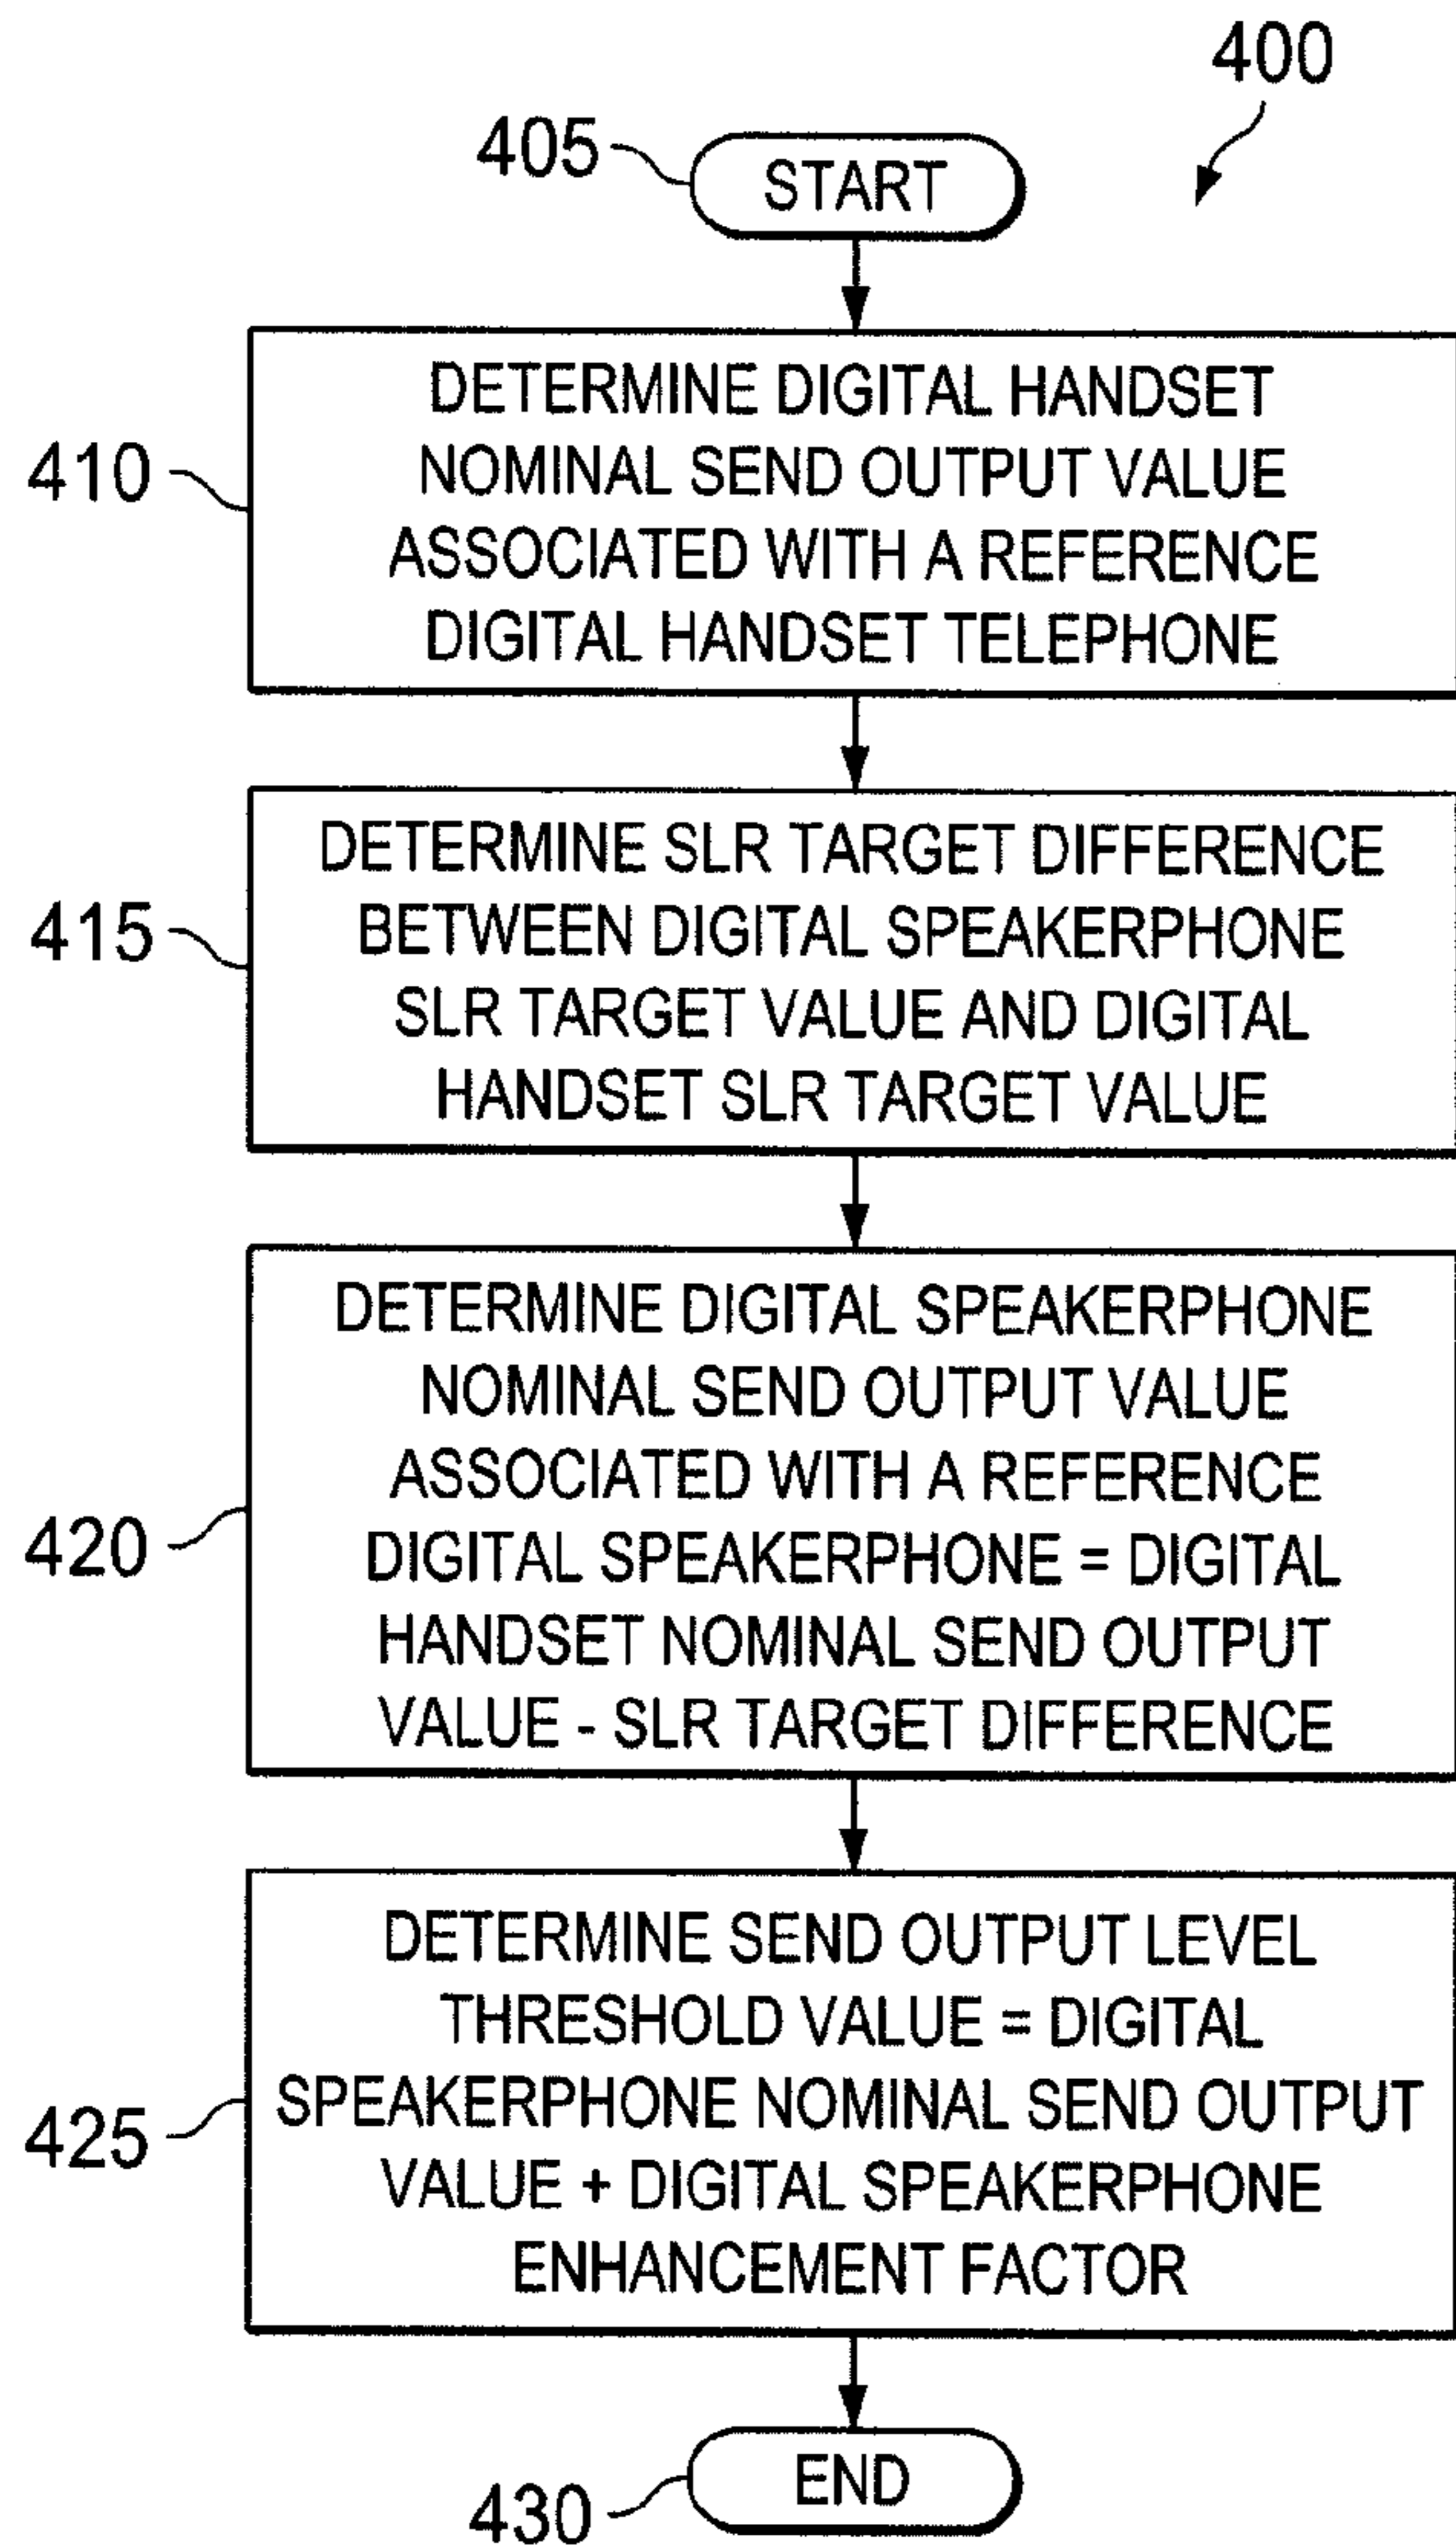 400
405
START
DETERMINE DIGITAL HANDSET
NOMINAL SEND OUTPUT VALUE
ASSOCIATED WITH A REFERENCE
DIGITAL HANDSET TELEPHONE
410
DETERMINE SLR TARGET DIFFERENCE
BETWEEN DIGITAL SPEAKERPHONE
SLR TARGET VALUE AND DIGITAL
HANDSET SLR TARGET VALUE
415
DETERMINE DIGITAL SPEAKERPHONE
NOMINAL SEND OUTPUT VALUE
ASSOCIATED WITH A REFERENCE
DIGITAL SPEAKERPHONE = DIGITAL
HANDSET NOMINAL SEND OUTPUT
VALUE - SLR TARGET DIFFERENCE
420
DETERMINE SEND OUTPUT LEVEL
THRESHOLD VALUE = DIGITAL
SPEAKERPHONE NOMINAL SEND OUTPUT
VALUE + DIGITAL SPEAKERPHONE
ENHANCEMENT FACTOR
425
END
430